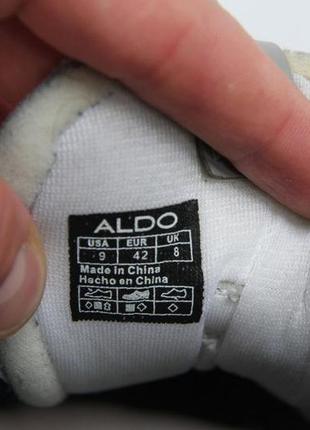 ALDO
USA EUR UK
9 42 8
Made in China
Hecho en China